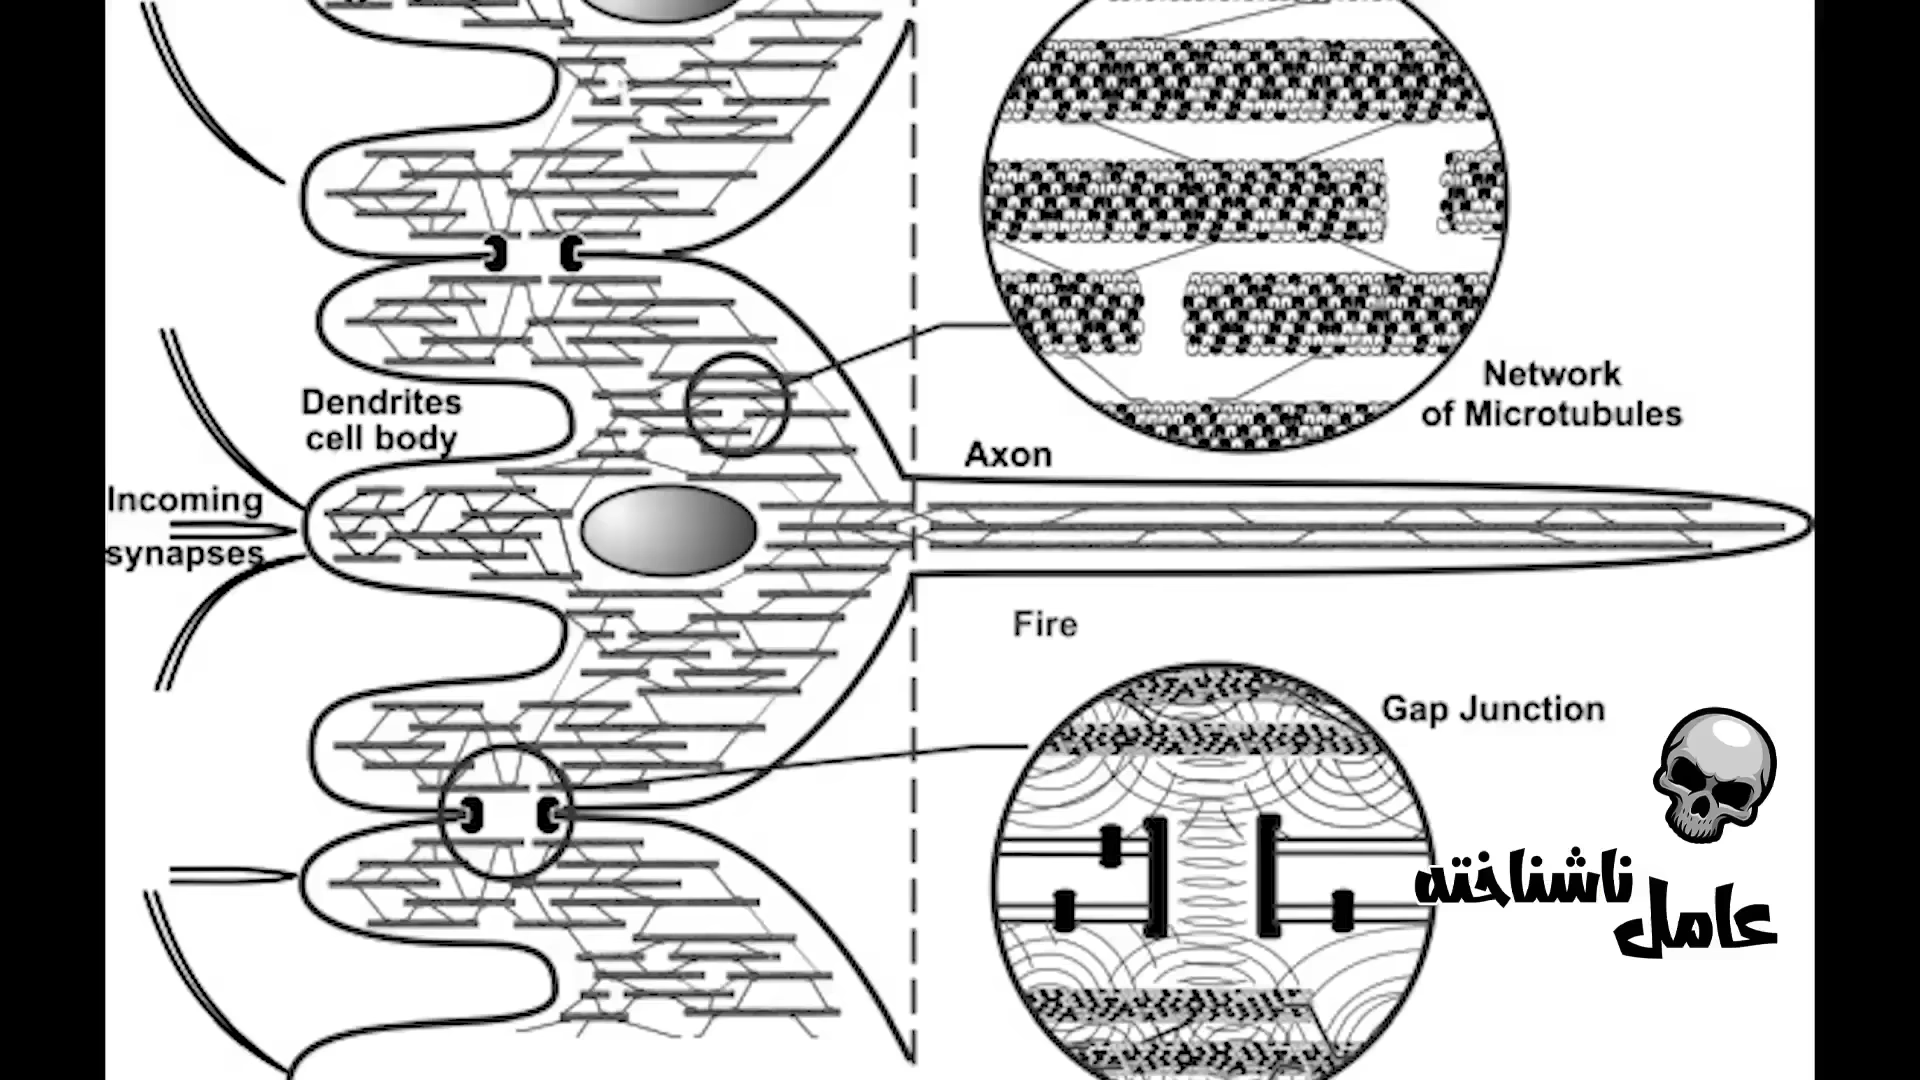 Network
of Microtubules
Dendrites
cell body
Axon
Incoming
synapses
Fire
Gap Junction
عامل
ناشناخته